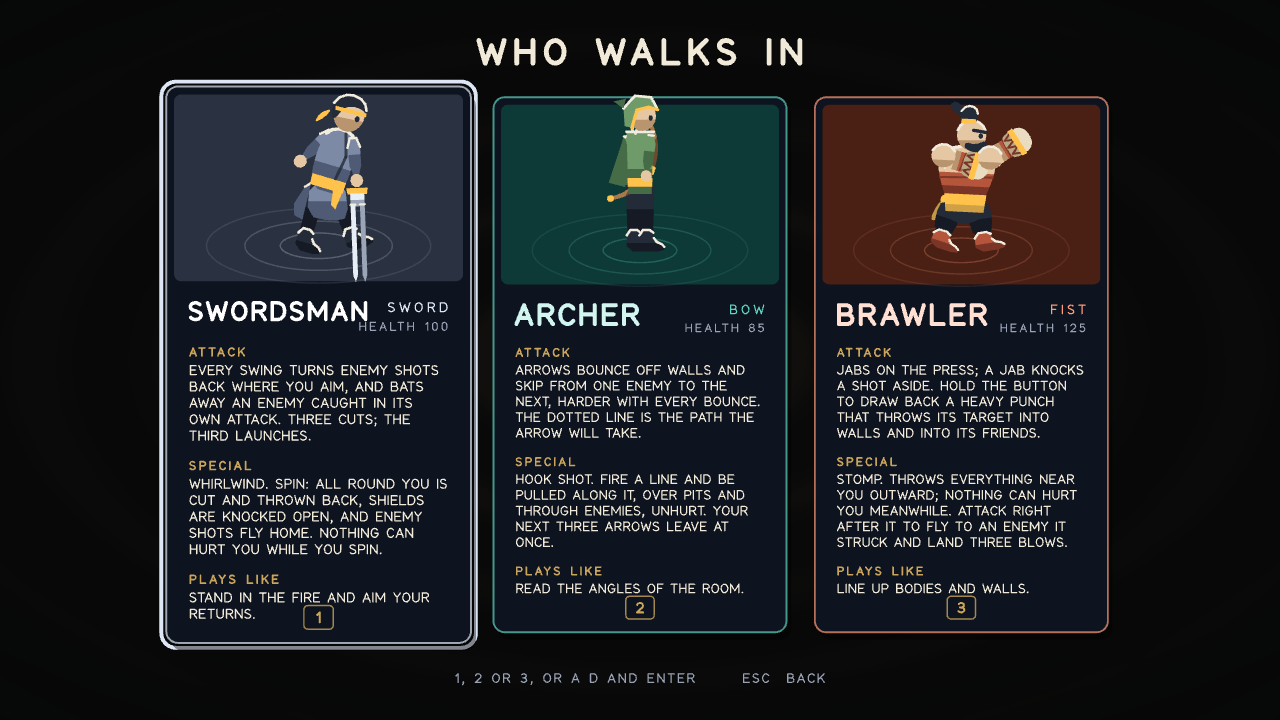 WHO WALKS IN
SWORDSMAN SWORD
HEALTH 100
ATTACK
EVERY SWING TURNS ENEMY SHOTS
BACK WHERE YOU AIM, AND BATS
AWAY AN ENEMY CAUGHT IN ITS
OWN ATTACK. THREE CUTS; THE
THIRD LAUNCHES.
SPECIAL
WHIRLWIND. SPIN: ALL ROUND YOU IS
CUT AND THROWN BACK, SHIELDS
ARE KNOCKED OPEN, AND ENEMY
SHOTS FLY HOME. NOTHING CAN
HURT YOU WHILE YOU SPIN.
PLAYS LIKE
STAND IN THE FIRE AND AIM YOUR
RETURNS.
1
ARCHER BOW
HEALTH 85
ATTACK
ARROWS BOUNCE OFF WALLS AND
SKIP FROM ONE ENEMY TO THE
NEXT, HARDER WITH EVERY BOUNCE.
THE DOTTED LINE IS THE PATH THE
ARROW WILL TAKE.
SPECIAL
HOOK SHOT. FIRE A LINE AND BE
PULLED ALONG IT, OVER PITS AND
THROUGH ENEMIES, UNHURT. YOUR
NEXT THREE ARROWS LEAVE AT
ONCE.
PLAYS LIKE
READ THE ANGLES OF THE ROOM.
2
BRAWLER FIST
HEALTH 125
ATTACK
JABS ON THE PRESS; A JAB KNOCKS
A SHOT ASIDE. HOLD THE BUTTON
TO DRAW BACK A HEAVY PUNCH
THAT THROWS ITS TARGET INTO
WALLS AND INTO ITS FRIENDS.
SPECIAL
STOMP. THROWS EVERYTHING NEAR
YOU OUTWARD; NOTHING CAN HURT
YOU MEANWHILE. ATTACK RIGHT
AFTER IT TO FLY TO AN ENEMY IT
STRUCK AND LAND THREE BLOWS.
PLAYS LIKE
LINE UP BODIES AND WALLS.
3
1, 2 OR 3, OR A D AND ENTER ESC BACK